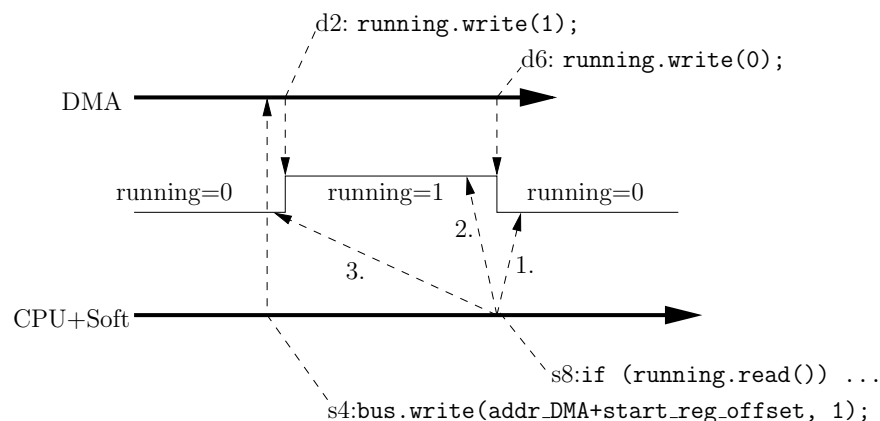 d2: running.write(1);
d6: running.write(0);
DMA
running=0 running=1 running=0
2.
1.
3.
CPU+Soft
s8:if (running.read()) ...
s4:bus.write(addr_DMA+start_reg_offset, 1);